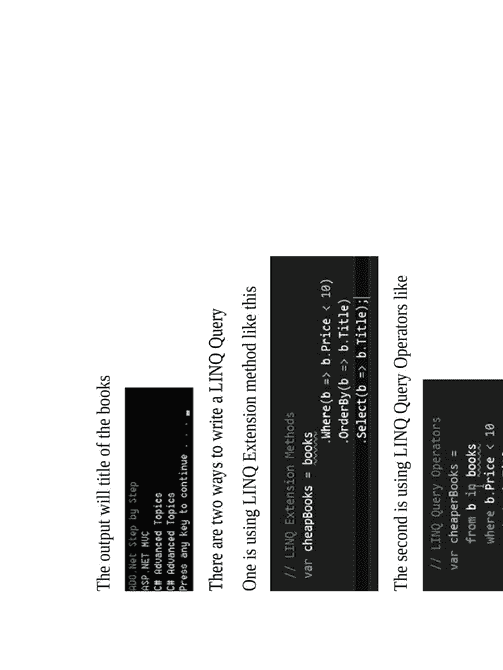 The output will title of the books
ADO.Net Step by Step
ASP.NET MVC
C# Advanced Topics
C# Advanced Topics
Press any key to continue . . .
There are two ways to write a LINQ Query
One is using LINQ Extension method like this
// LINQ Extension Methods
var cheapBooks = books
.Where(b => b.Price < 10)
.OrderBy(b => b.Title)
.Select(b => b.Title);
The second is using LINQ Query Operators like
// LINQ Query Operators
var cheaperBooks =
from b in books
where b.Price < 10